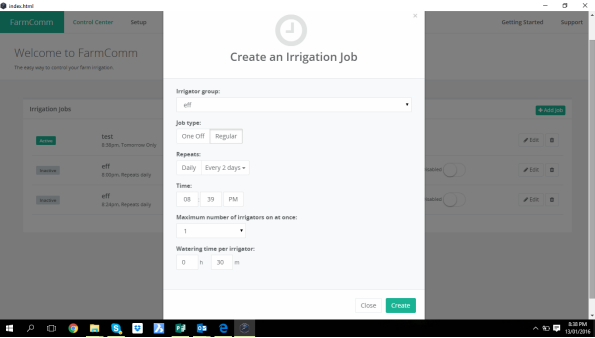 index.html
FarmComm
Control Center
Setup
Getting Started
Support
Welcome to FarmComm
The easy way to control your farm irrigation.
Create an Irrigation Job
Irrigator group:
eff
Job type:
One Off
Regular
Repeats:
Daily
Every 2 days
Time:
08 : 39 PM
Maximum number of irrigators on at once:
1
Watering time per irrigator:
0 h 30 m
Close
Create
Irrigation Jobs
+ Add Job
Active
test
8:38pm, Tomorrow Only
Edit
Inactive
eff
Repeats daily
Edit
Inactive
eff
8:24pm, Repeats daily
Edit
8:38 PM
13/01/2016